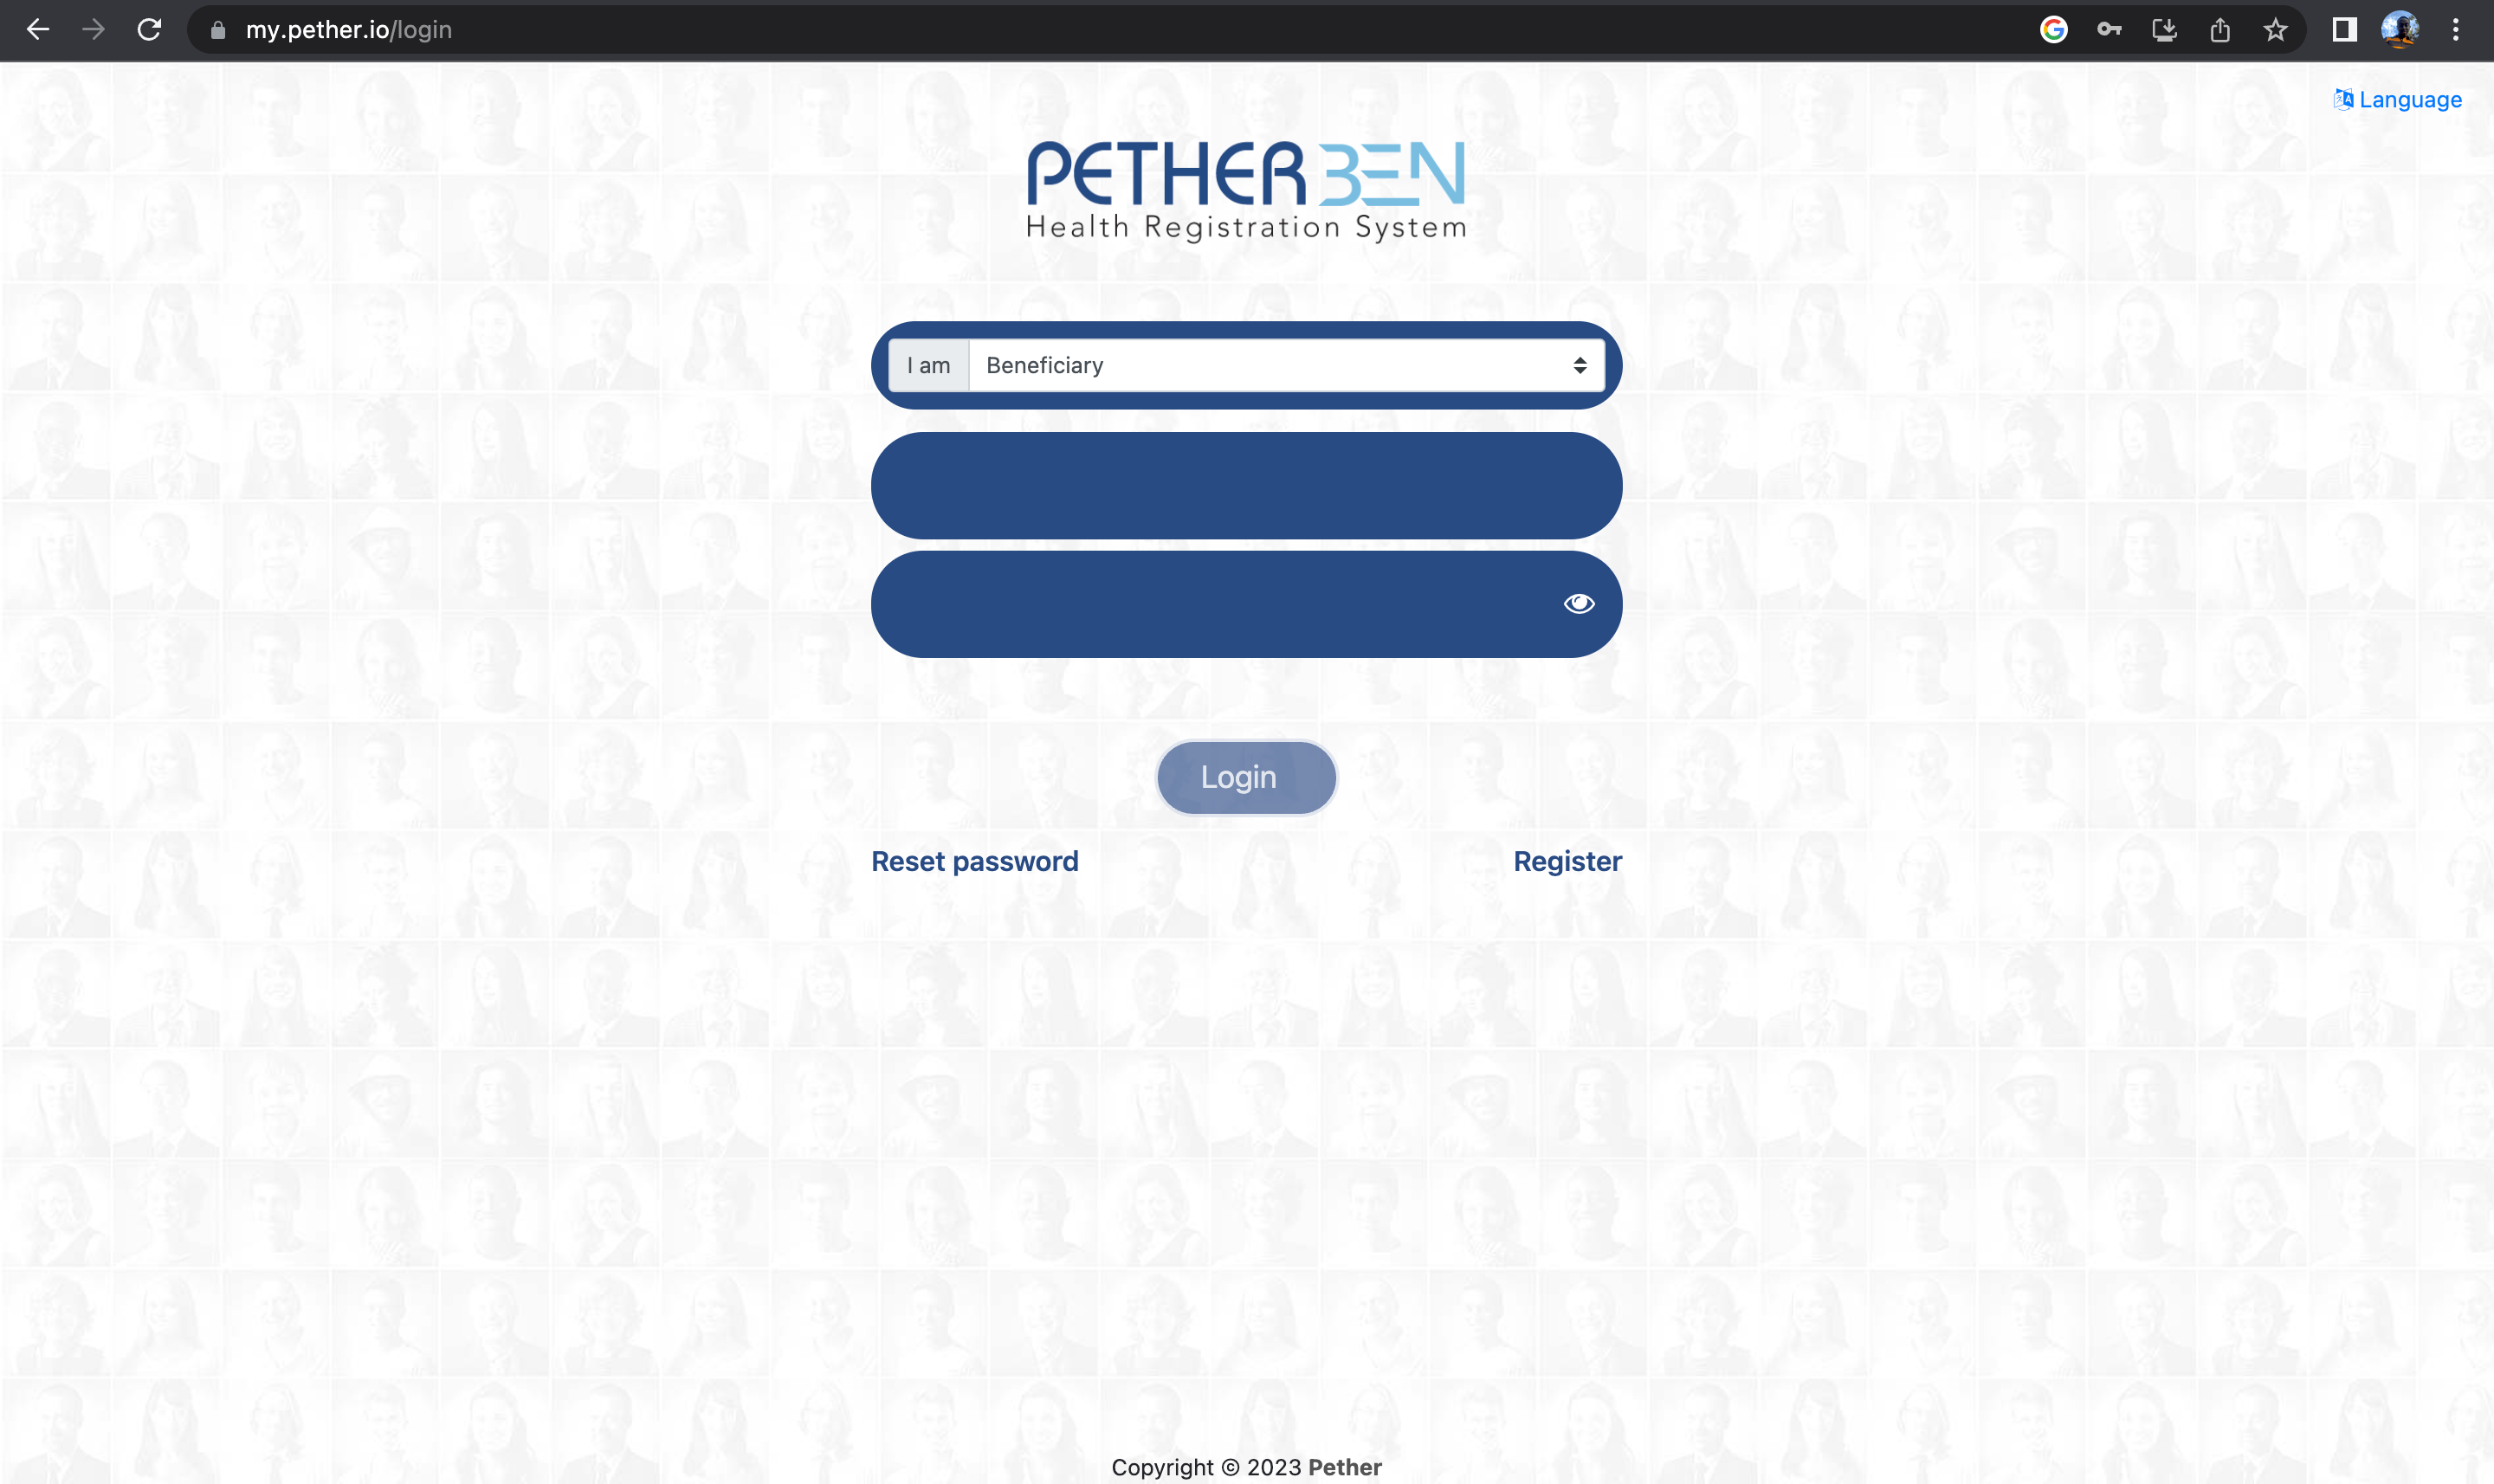 my.pether.io/login
Language
PETHER BEN
Health Registration System
I am Beneficiary
Login
Reset password Register
Copyright © 2023 Pether